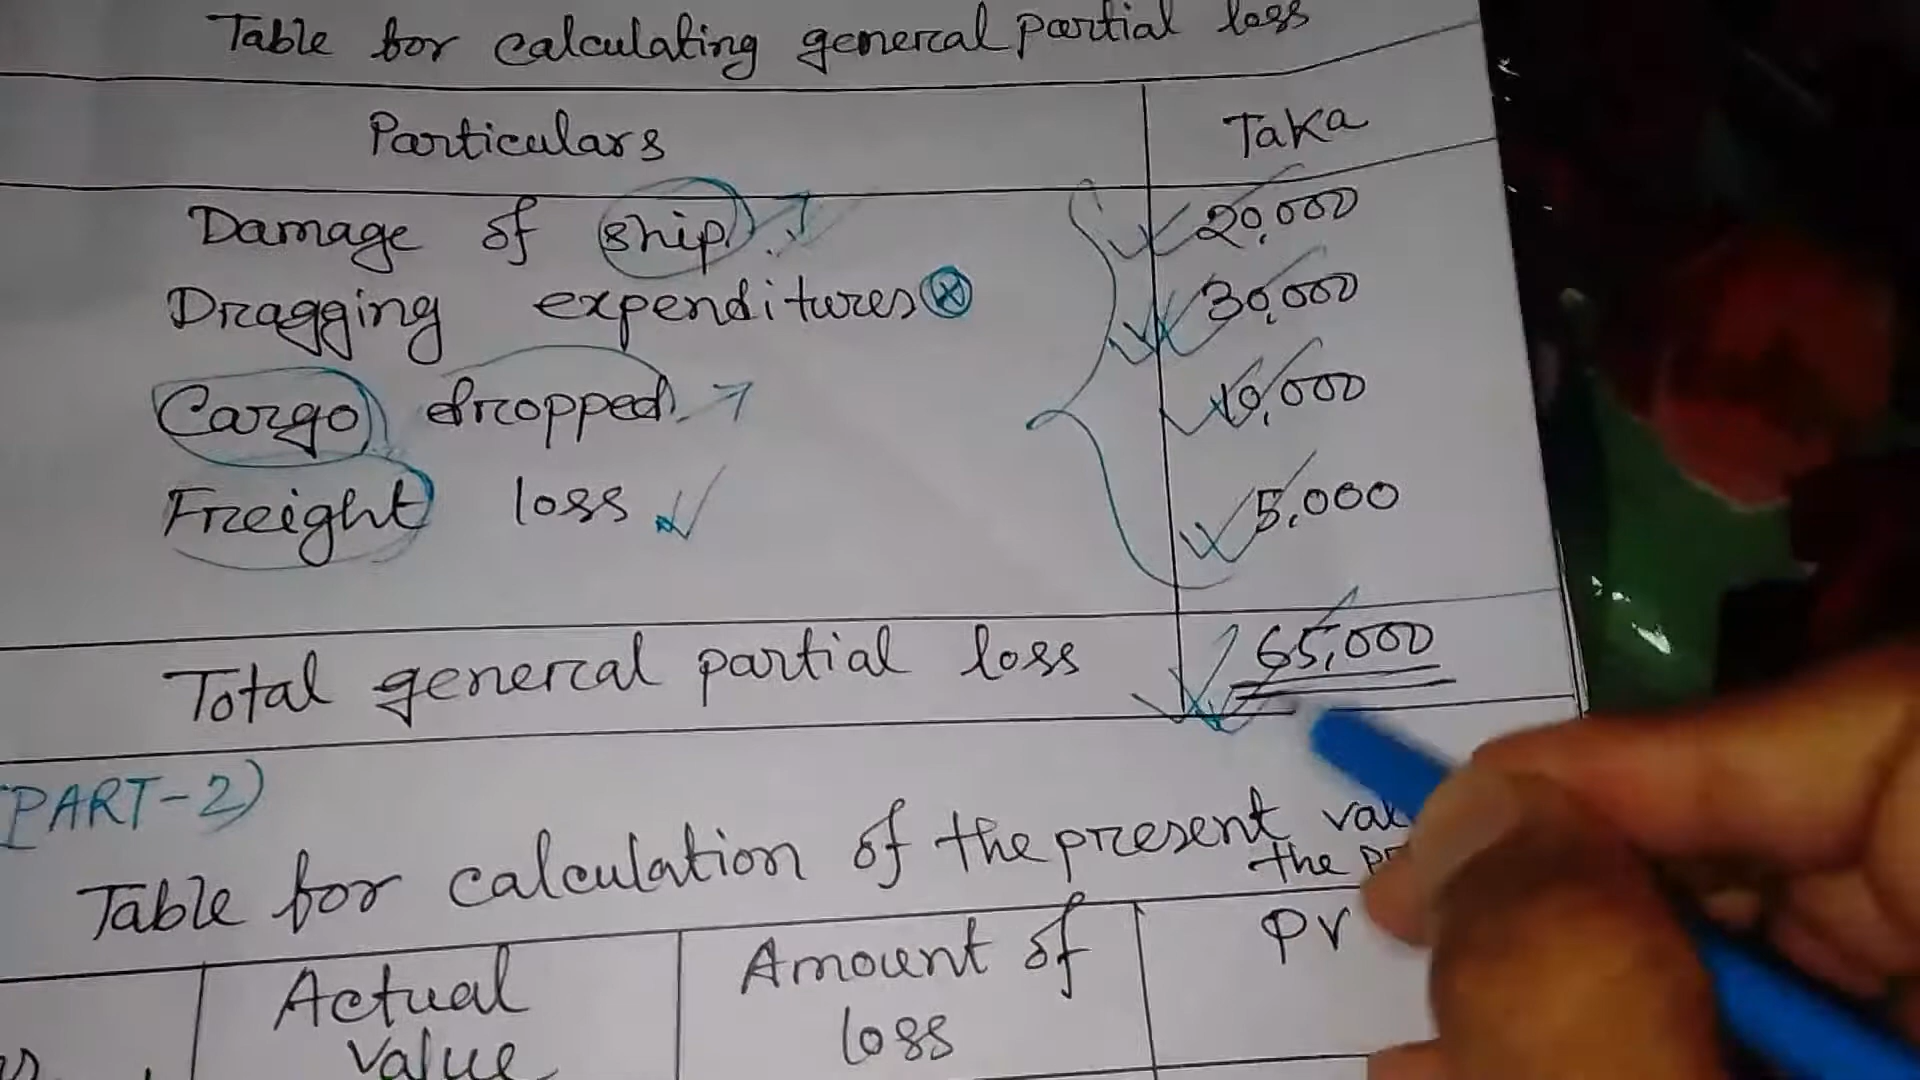 Table for calculating general partial loss
Particulars Taka
Damage of ship 20,000
Dragging expenditures 30,000
Cargo dropped 10,000
Freight loss 5,000
Total general partial loss 65,000
(PART-2)
Table for calculation of the present
the
Actual value
Amount of loss
PV